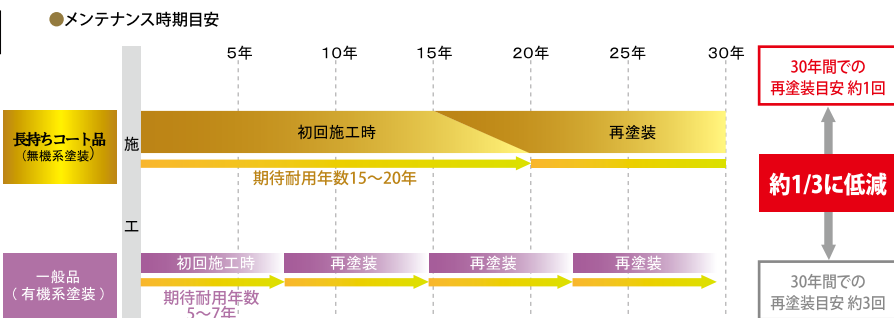 ●メンテナンス時期目安
5年 10年 15年 20年 25年 30年
長持ちコート品
（無機系塗装）
施
工
初回施工時 再塗装
期待耐用年数15～20年
一般品
（有機系塗装）
初回施工時 再塗装 再塗装 再塗装
期待耐用年数
5～7年
30年間での
再塗装目安 約1回
約1/3に低減
30年間での
再塗装目安 約3回